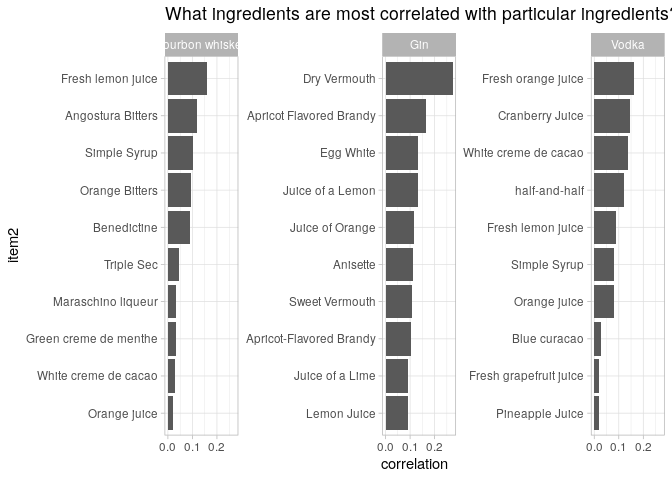 What ingredients are most correlated with particular ingredients?
ourbon whiske
Gin
Vodka
Fresh lemon juice
Angostura Bitters
Simple Syrup
Orange Bitters
Benedictine
Triple Sec
Maraschino liqueur
Green creme de menthe
White creme de cacao
Orange juice
Dry Vermouth
Apricot Flavored Brandy
Egg White
Juice of a Lemon
Juice of Orange
Anisette
Sweet Vermouth
Apricot-Flavored Brandy
Juice of a Lime
Lemon Juice
Fresh orange juice
Cranberry Juice
White creme de cacao
half-and-half
Fresh lemon juice
Simple Syrup
Orange juice
Blue curacao
Fresh grapefruit juice
Pineapple Juice
item2
0.0 0.1 0.2
0.0 0.1 0.2
0.0 0.1 0.2
correlation